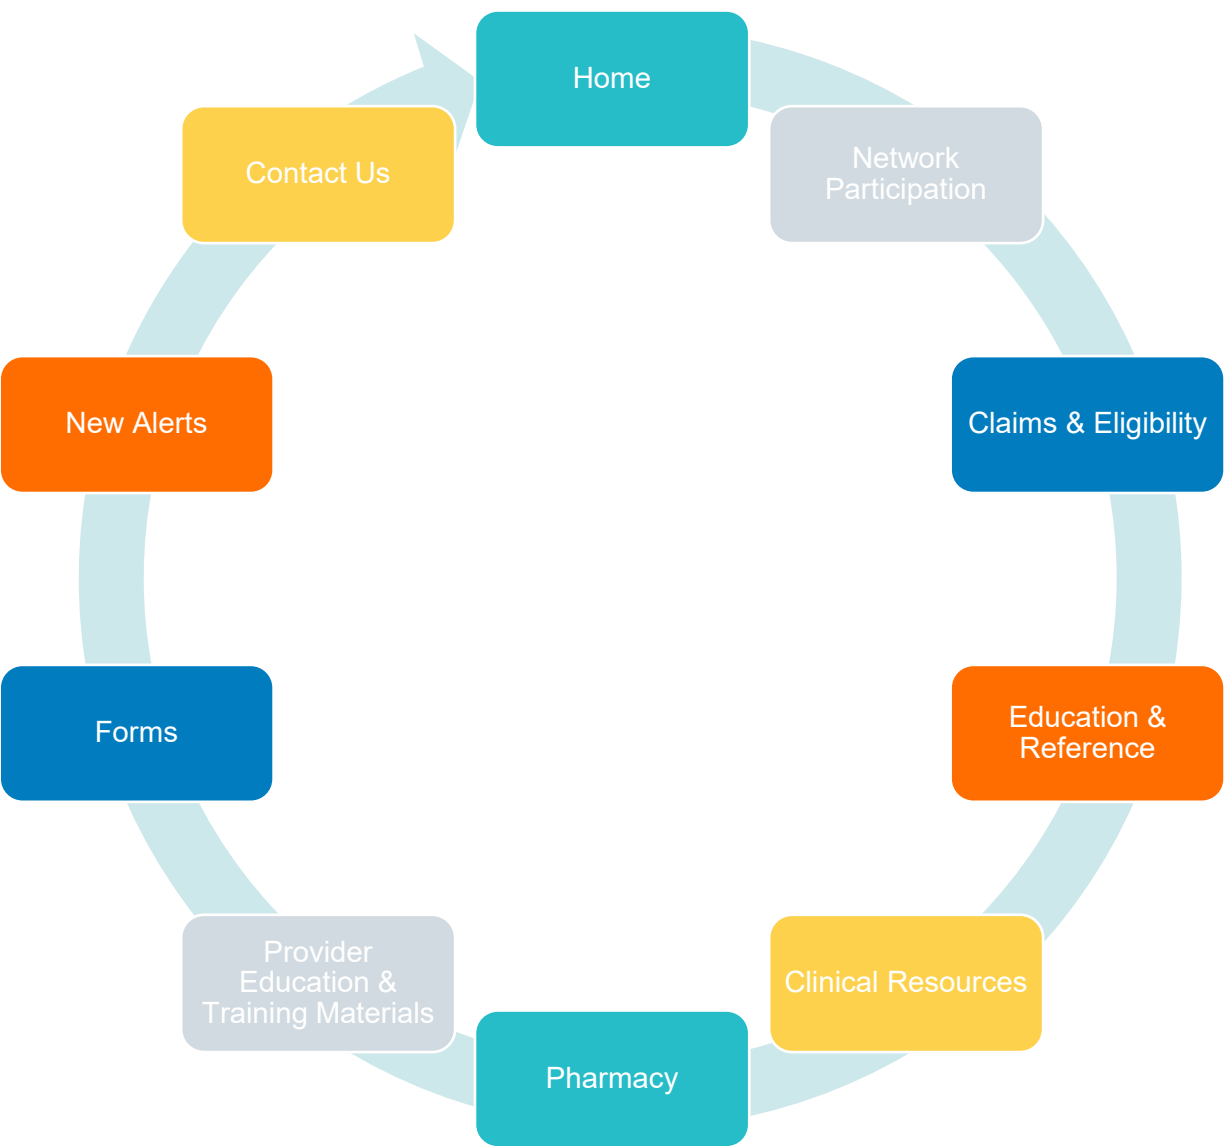 Home
Network
Participation
Claims & Eligibility
Education &
Reference
Clinical Resources
Pharmacy
Provider
Education &
Training Materials
Forms
New Alerts
Contact Us